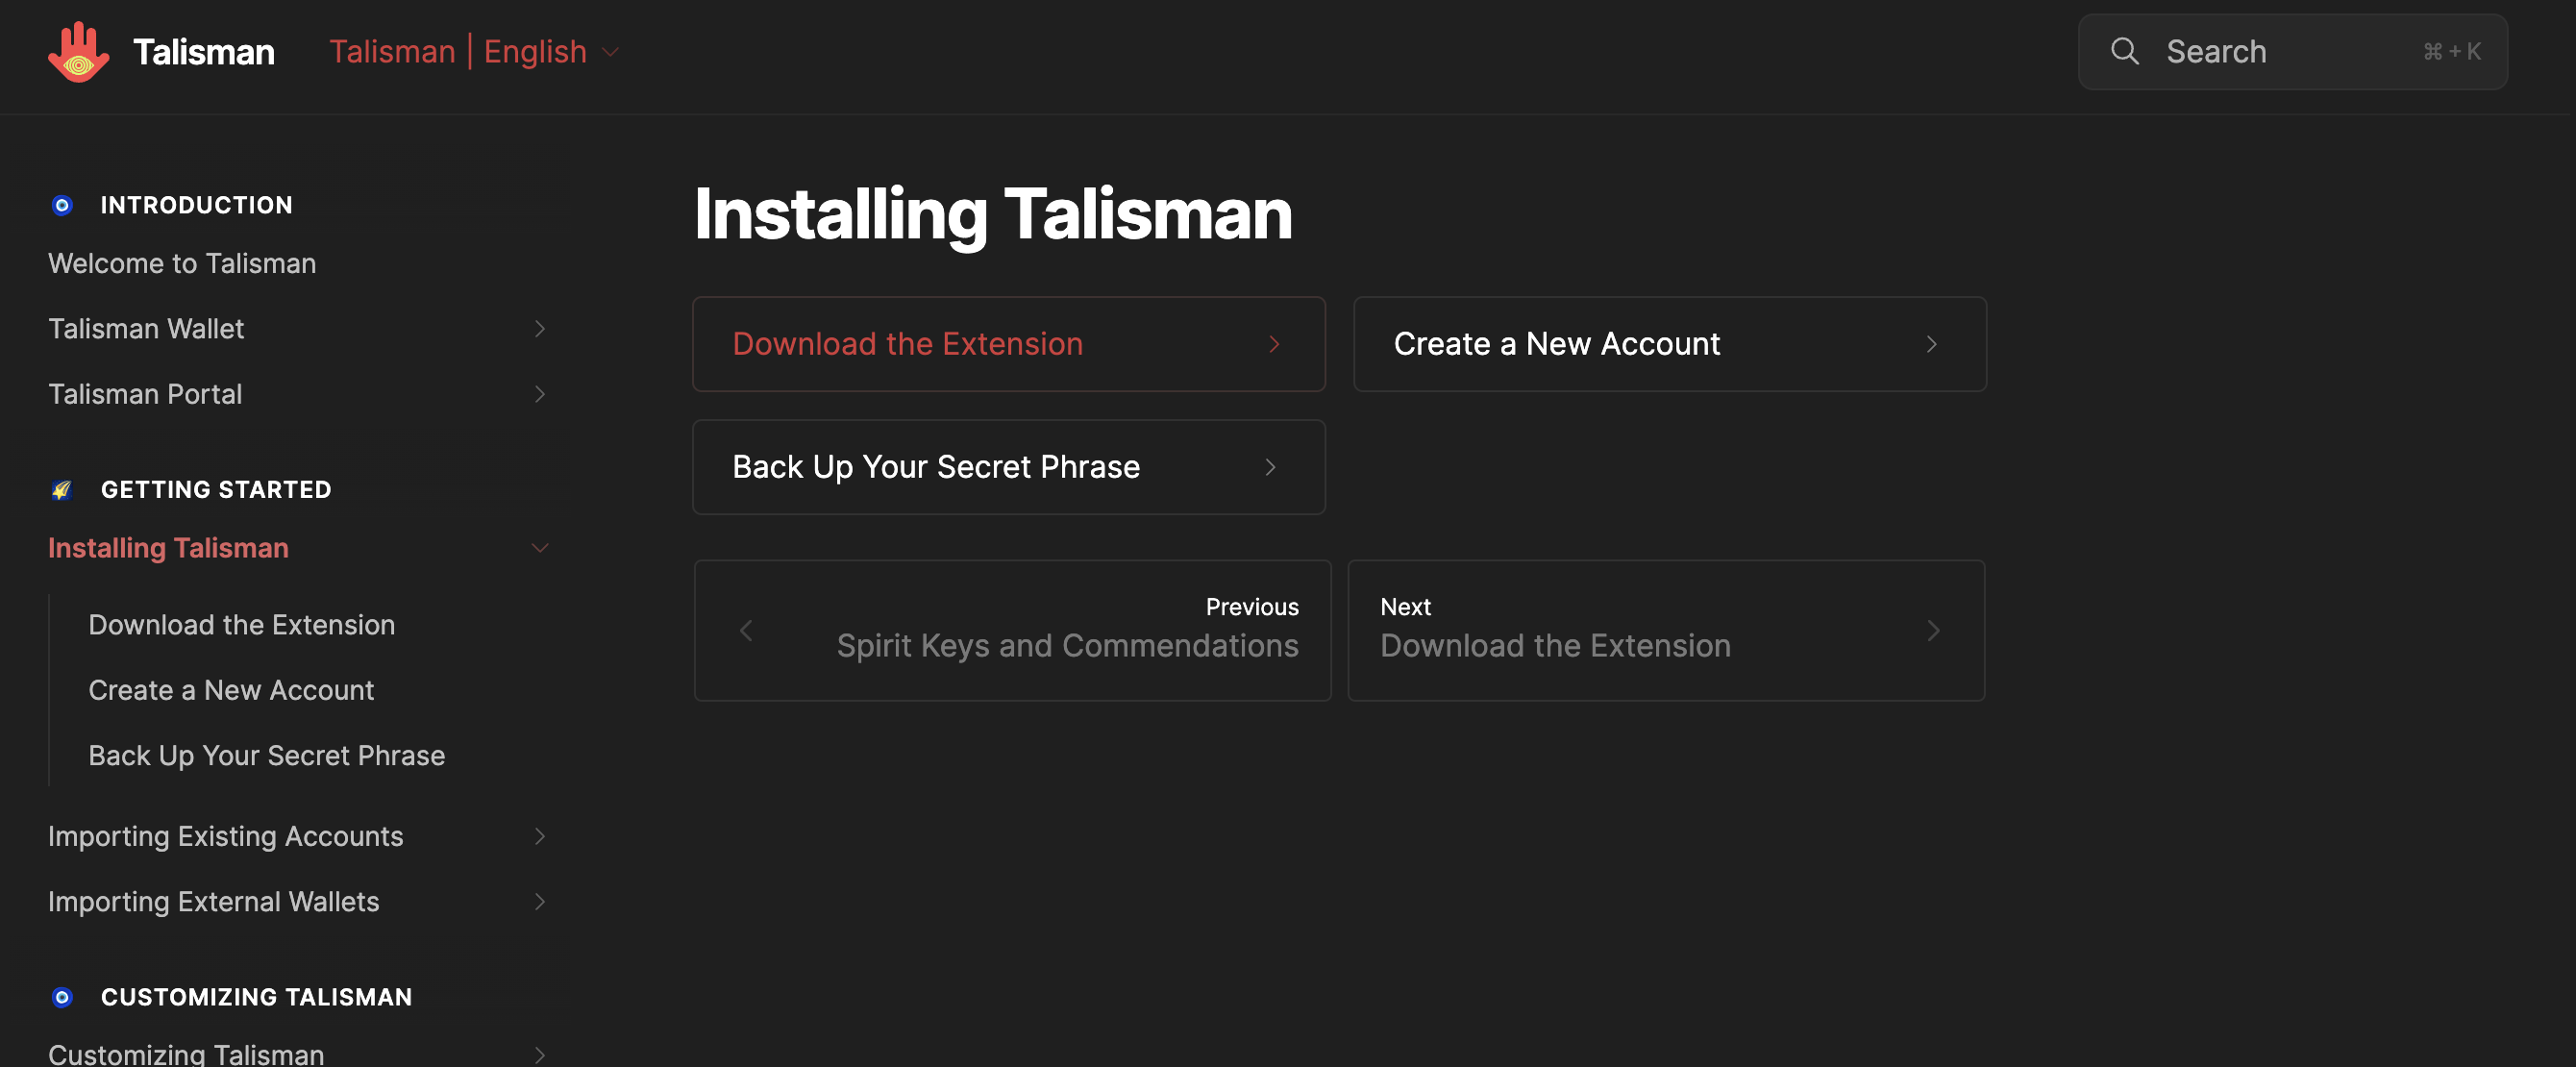 Talisman
Talisman | English
Search
⌘ + K
INTRODUCTION
Welcome to Talisman
Talisman Wallet
Talisman Portal
GETTING STARTED
Installing Talisman
Download the Extension
Create a New Account
Back Up Your Secret Phrase
Importing Existing Accounts
Importing External Wallets
CUSTOMIZING TALISMAN
Customizing Talisman
Installing Talisman
Download the Extension
Create a New Account
Back Up Your Secret Phrase
Previous
Spirit Keys and Commendations
Next
Download the Extension